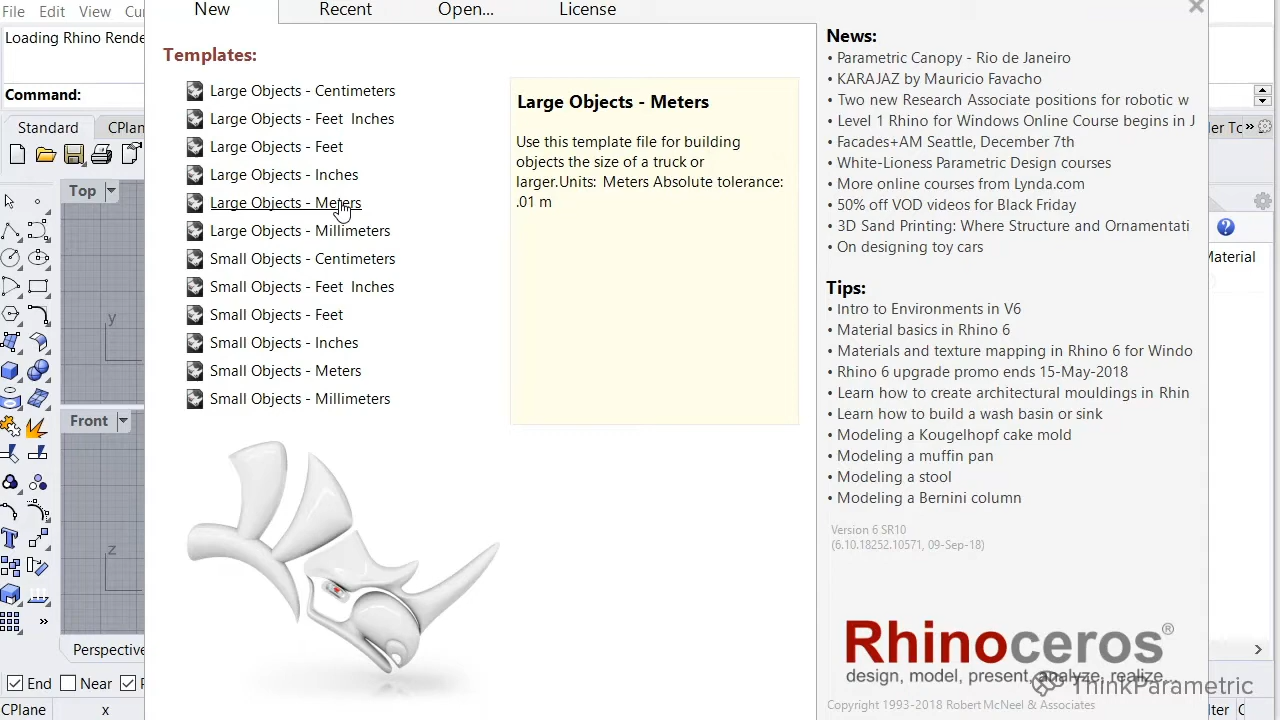 File Edit View Cu
Loading Rhino Rende
Command:
Standard
CPlan
Top
y
Front
z
Perspective
End Near
CPlane x
New Recent Open... License
Templates:
Large Objects - Centimeters
Large Objects - Feet Inches
Large Objects - Feet
Large Objects - Inches
Large Objects - Meters
Large Objects - Millimeters
Small Objects - Centimeters
Small Objects - Feet Inches
Small Objects - Feet
Small Objects - Inches
Small Objects - Meters
Small Objects - Millimeters
Large Objects - Meters
Use this template file for building
objects the size of a truck or
larger.Units: Meters Absolute tolerance:
.01 m
News:
• Parametric Canopy - Rio de Janeiro
• KARAJAZ by Mauricio Favacho
• Two new Research Associate positions for robotic w
• Level 1 Rhino for Windows Online Course begins in J
• Facades+AM Seattle, December 7th
• White-Lioness Parametric Design courses
• More online courses from Lynda.com
• 50% off VOD videos for Black Friday
• 3D Sand Printing: Where Structure and Ornamentati
• On designing toy cars
Tips:
• Intro to Environments in V6
• Material basics in Rhino 6
• Materials and texture mapping in Rhino 6 for Windo
• Rhino 6 upgrade promo ends 15-May-2018
• Learn how to create architectural mouldings in Rhin
• Learn how to build a wash basin or sink
• Modeling a Kougelhopf cake mold
• Modeling a muffin pan
• Modeling a stool
• Modeling a Bernini column
Version 6 SR10
(6.10.18252.10571, 09-Sep-18)
Rhinoceros®
design, model, present, analyze, realize...
ThinkParametric
Copyright 1993-2018 Robert McNeel & Associates
der To
Material
lter